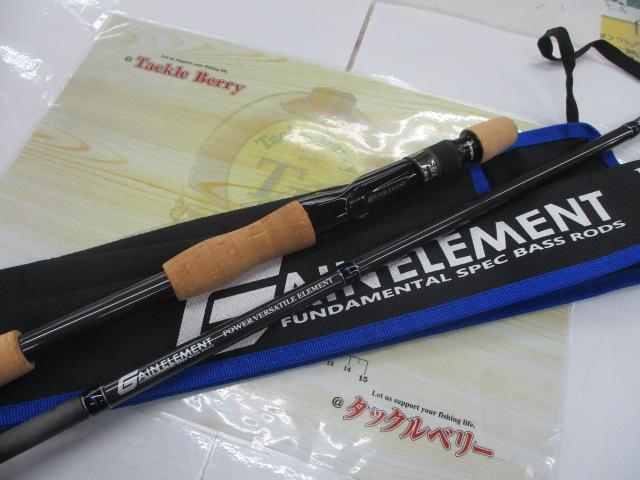 Let us support your fishing life.
@ Tackle Berry
GAINELEMENT
GAINELEMENT
FUNDAMENTAL SPEC BASS RODS
GAINELEMENT POWER VERSATILE ELEMENT
13 14 15
Let us support your fishing life.
@ タックルベリー